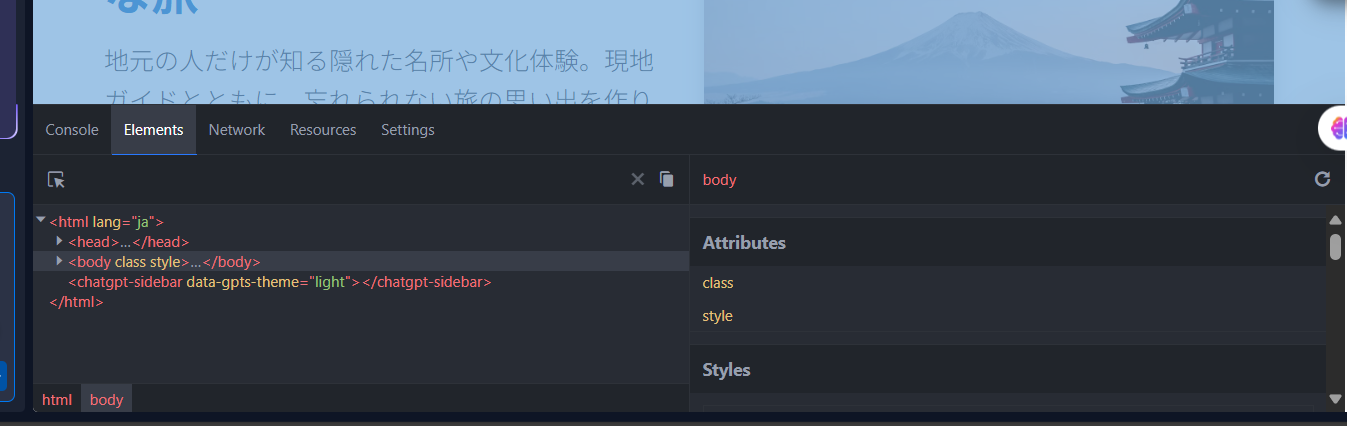 な旅
地元の人だけが知る隠れた名所や文化体験。現地
ガイドとともに、忘れられない旅の思い出を作り
Console Elements Network Resources Settings
body
<html lang="ja">
<head>…</head>
<body class style>…</body>
<chatgpt-sidebar data-gpts-theme="light"></chatgpt-sidebar>
</html>
html body
Attributes
class
style
Styles